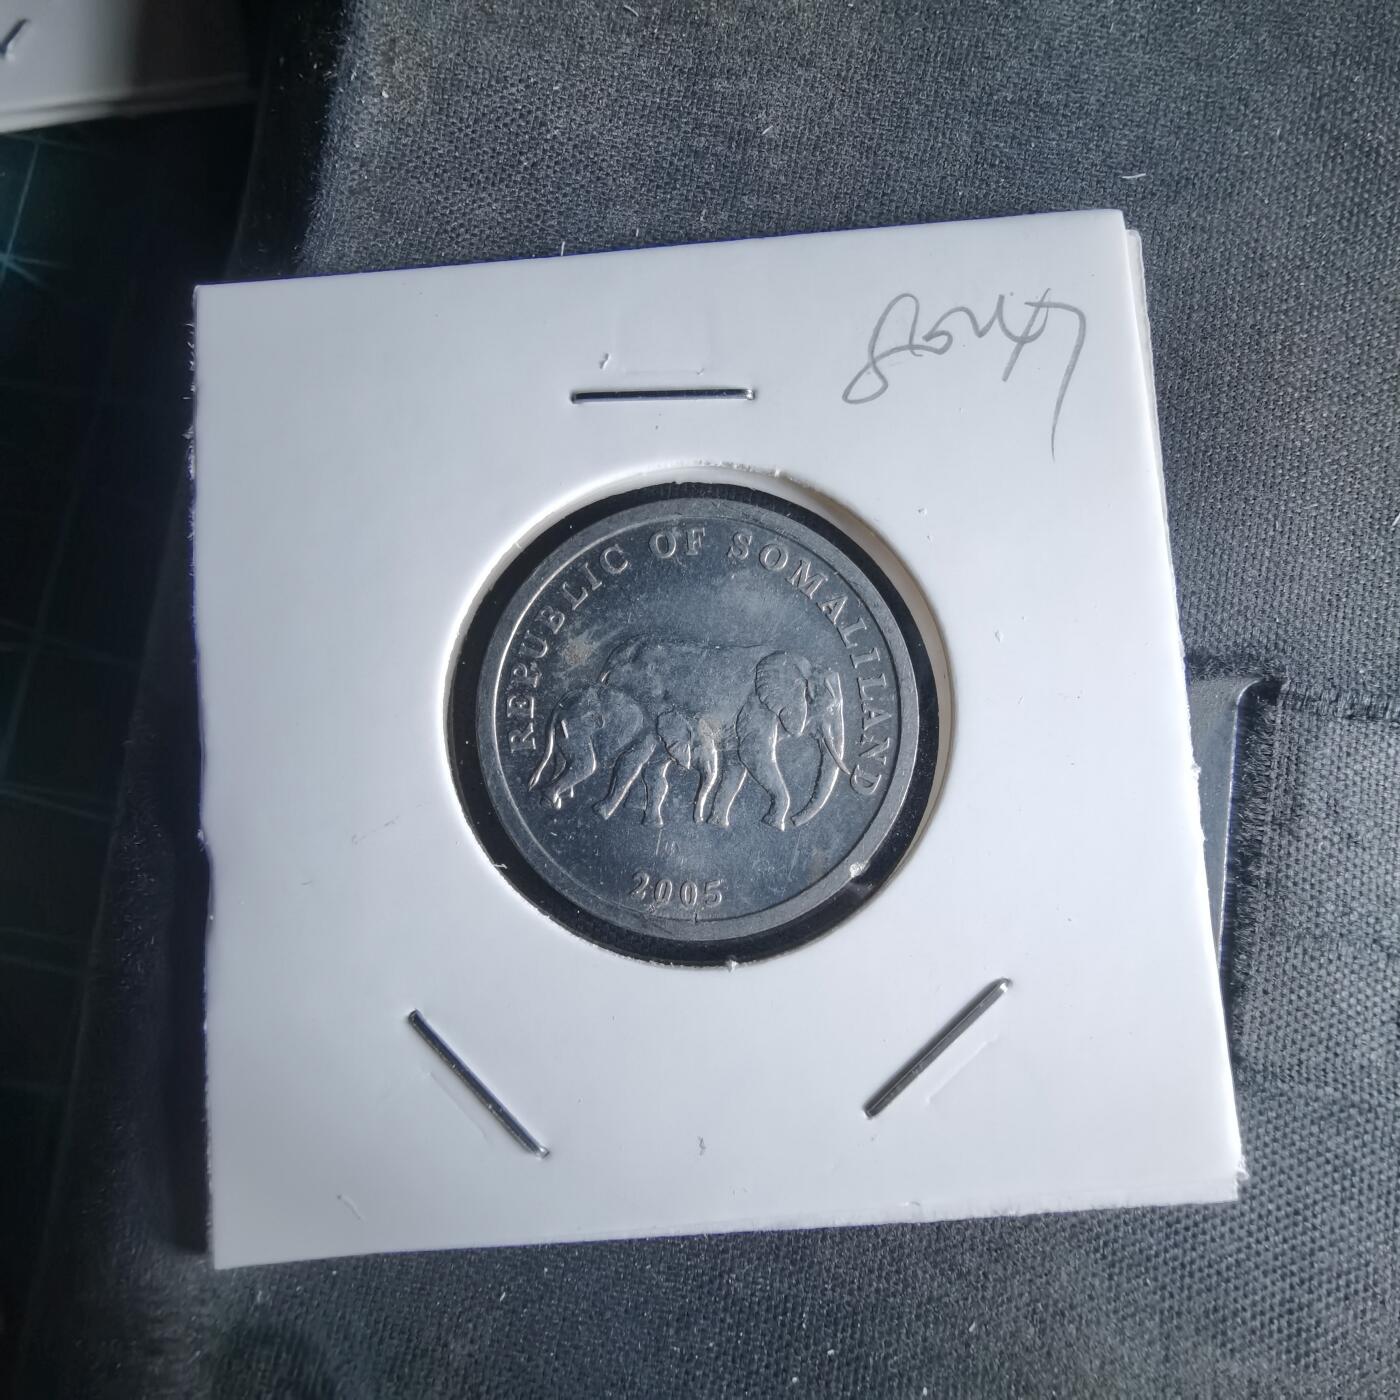 REPUBLIC OF SOMALILAND
2005